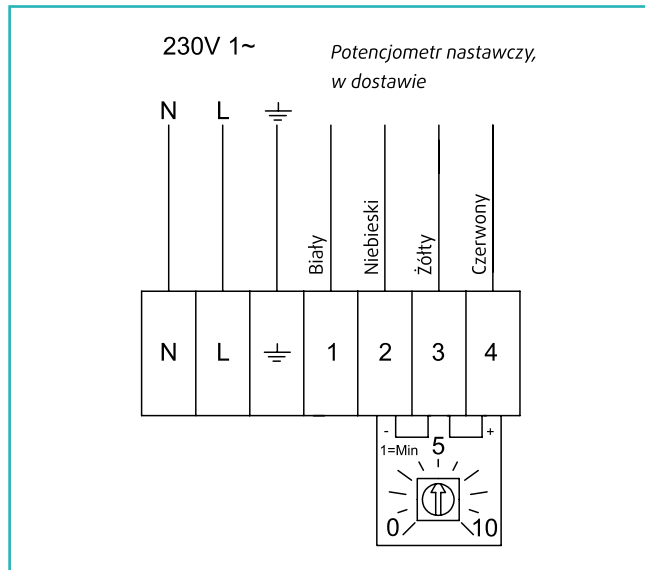 230V 1~
Potencjometr nastawczy,
w dostawie
N L
Biały
Niebieski
Żółty
Czerwony
N L 1 2 3 4
- +
1=Min 5
0 10